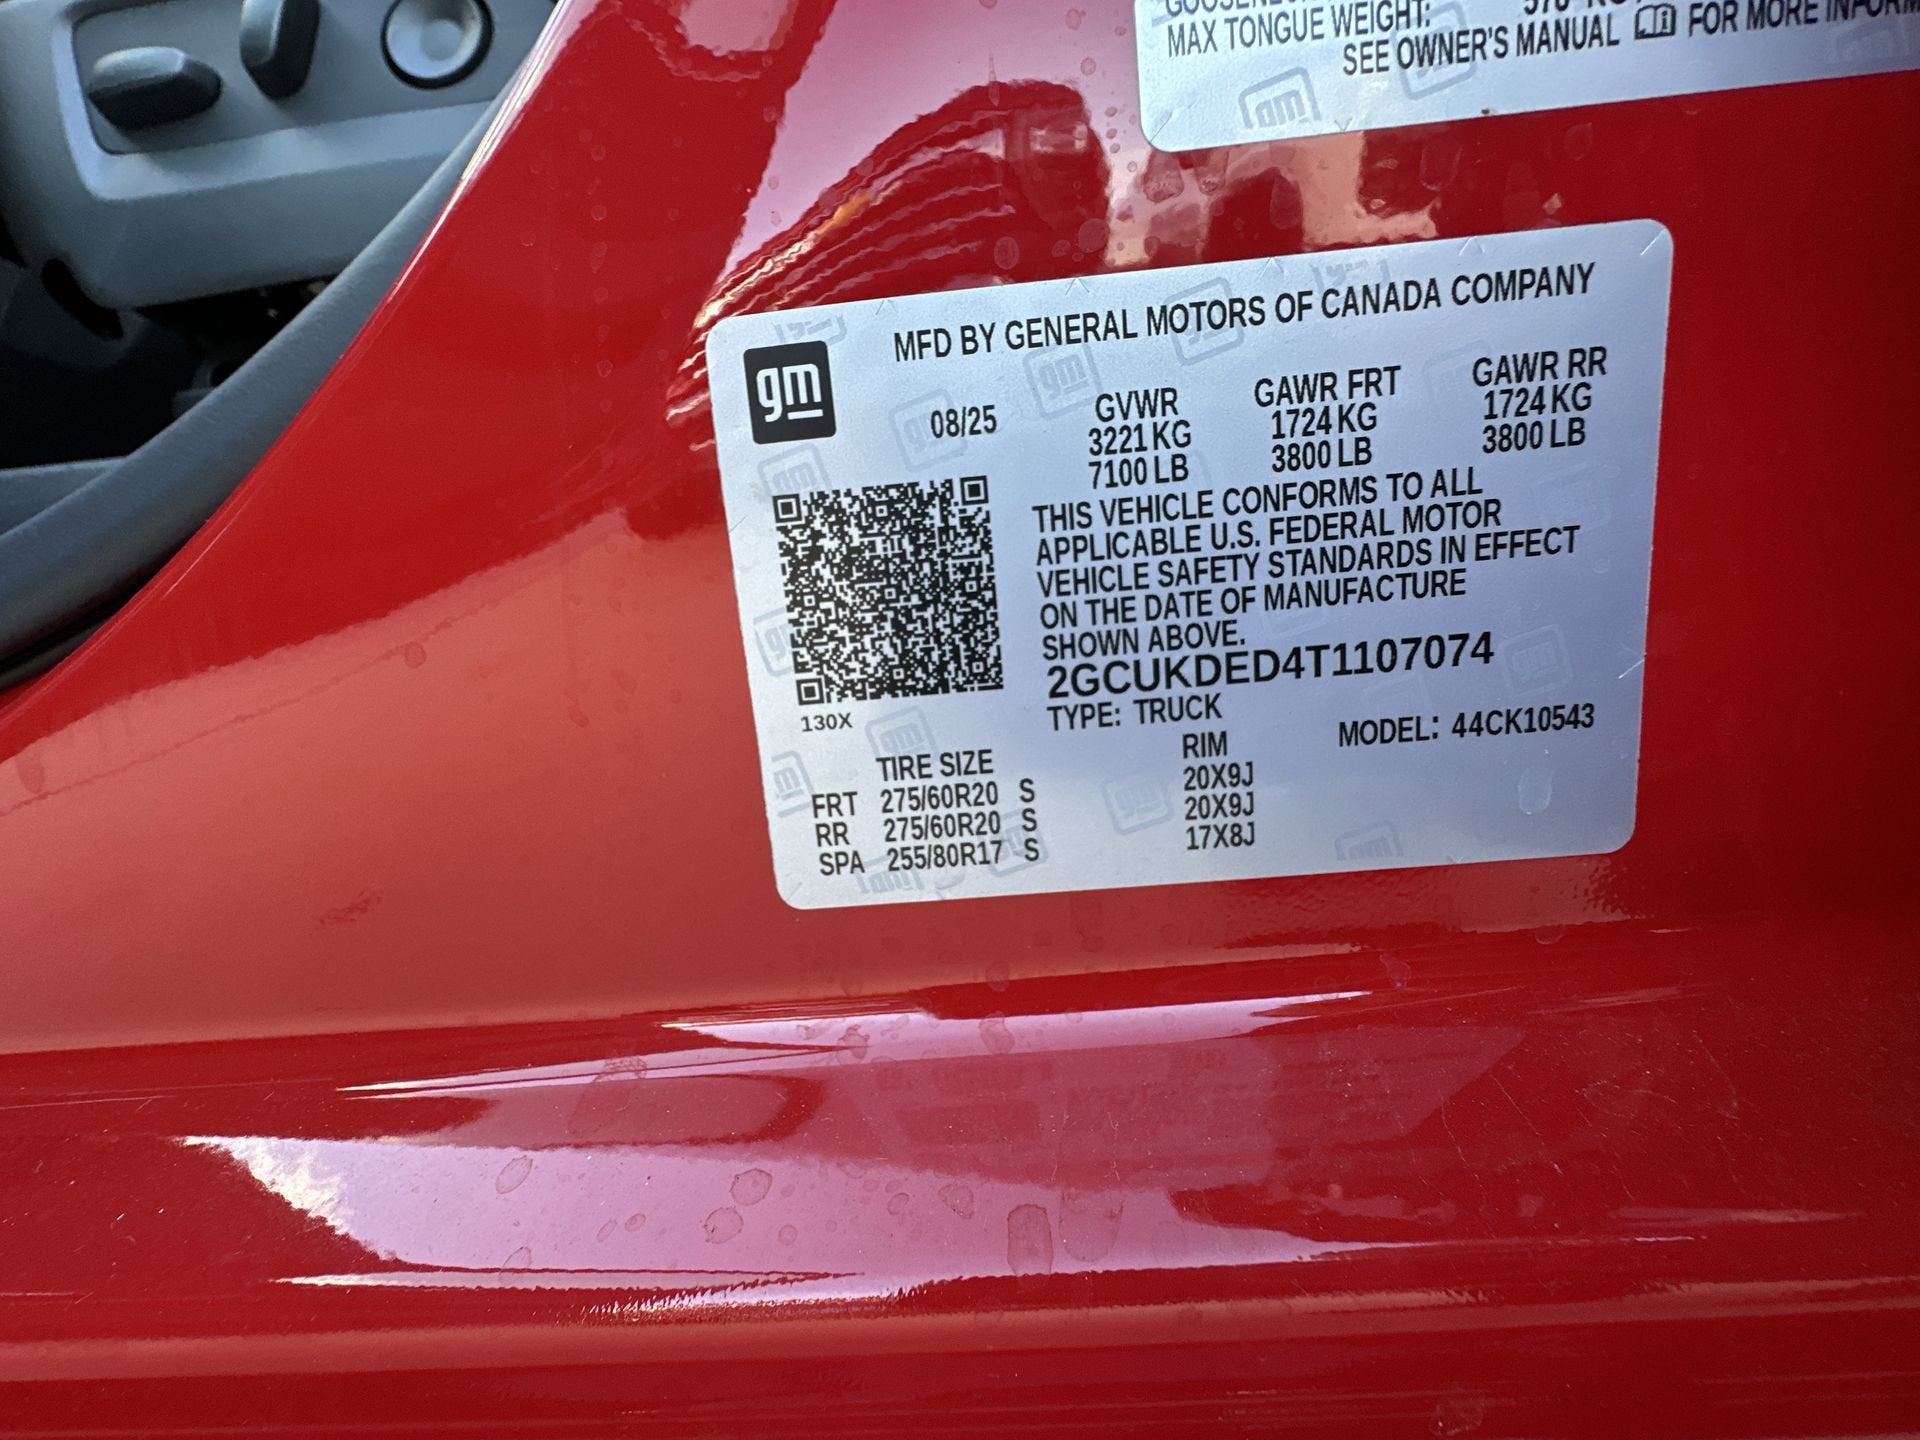 MAX TONGUE WEIGHT:
SEE OWNER'S MANUAL FOR MORE
gm
MFD BY GENERAL MOTORS OF CANADA COMPANY
gm
08/25
GVWR GAWR FRT GAWR RR
3221 KG 1724 KG 1724 KG
7100 LB 3800 LB 3800 LB
THIS VEHICLE CONFORMS TO ALL
APPLICABLE U.S. FEDERAL MOTOR
VEHICLE SAFETY STANDARDS IN EFFECT
ON THE DATE OF MANUFACTURE
SHOWN ABOVE.
2GCUKDED4T1107074
130X
TYPE: TRUCK MODEL: 44CK10543
TIRE SIZE RIM
FRT 275/60R20 S 20X9J
RR 275/60R20 S 20X9J
SPA 255/80R17 S 17X8J